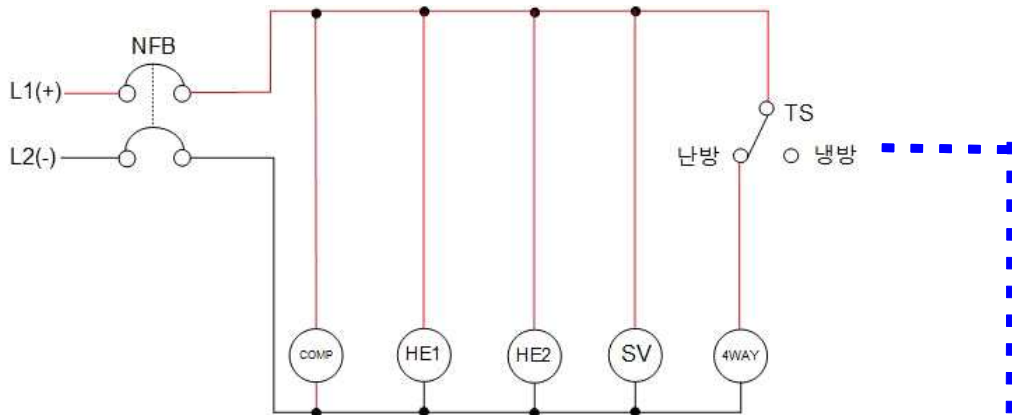 NFB
L1(+)
L2(-)
TS
난방
냉방
COMP
HE1
HE2
SV
4WAY